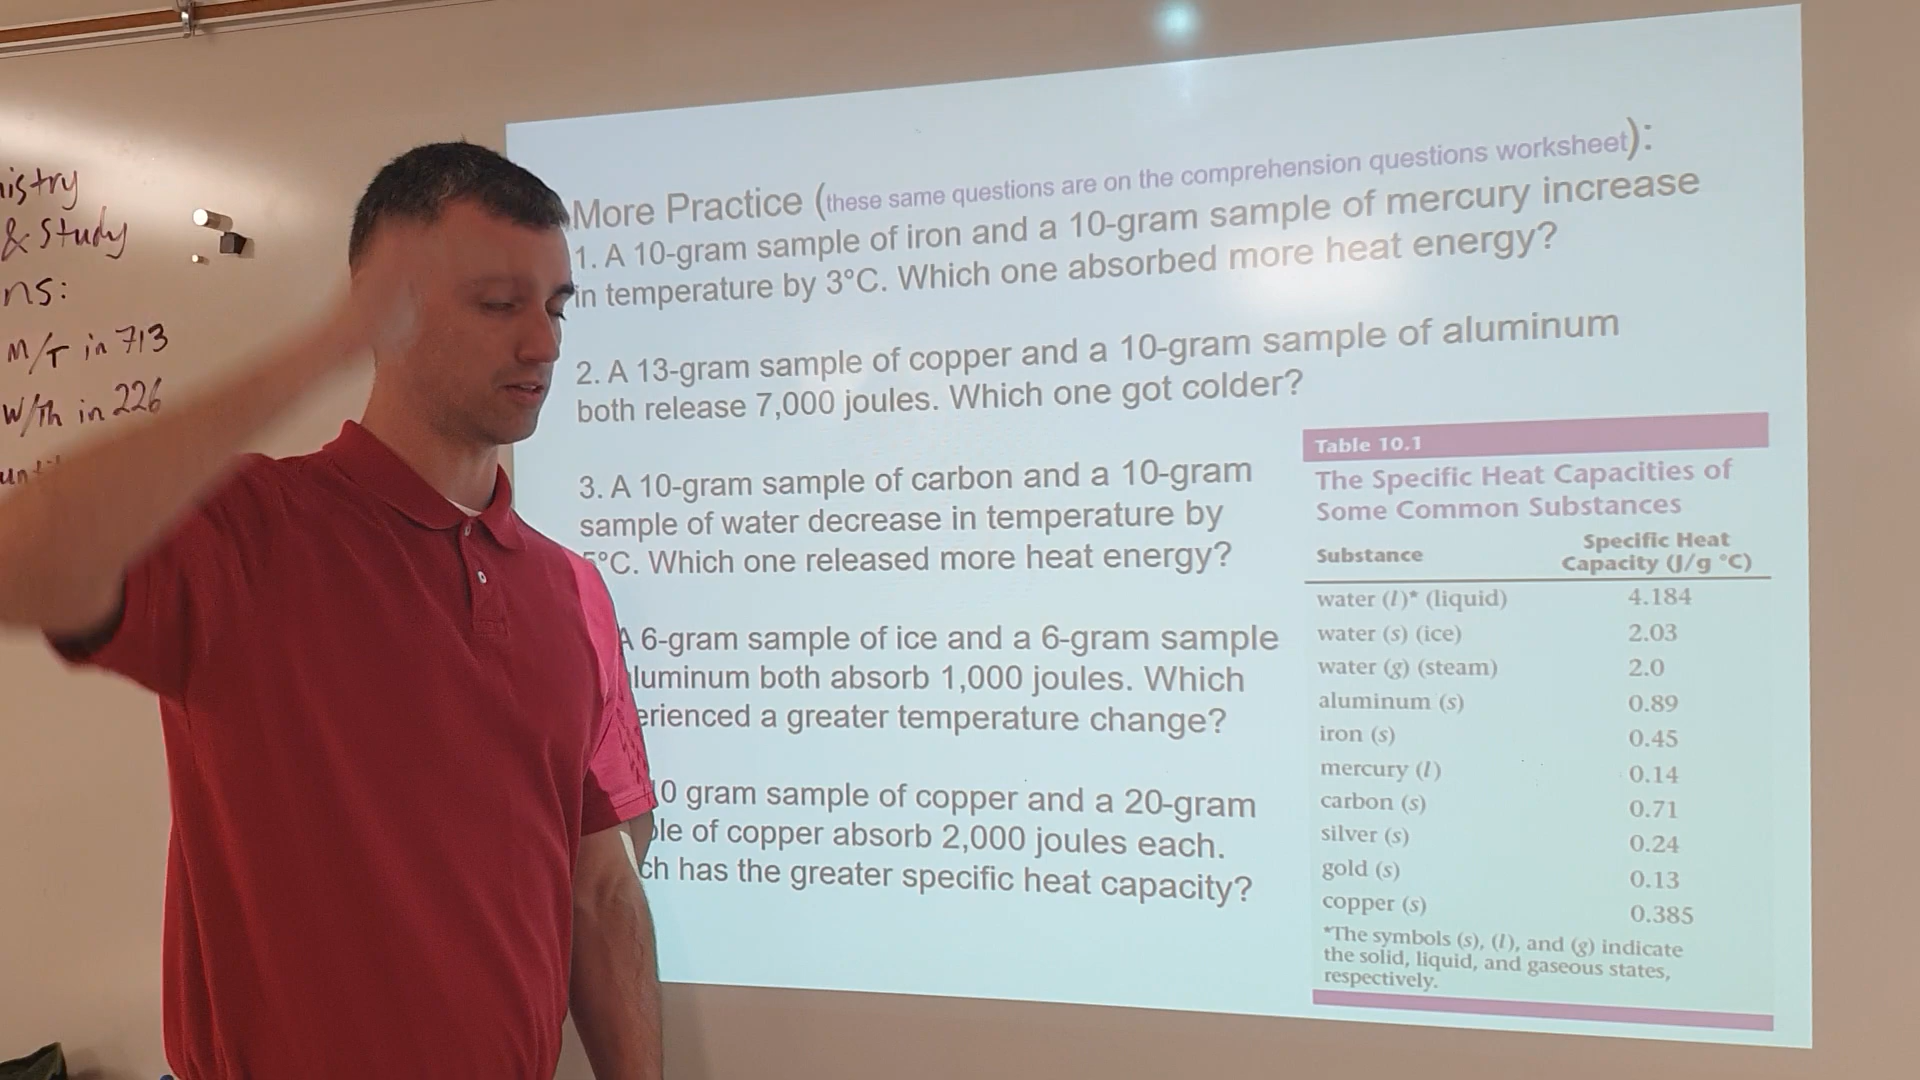 istry
& Study
ns:
M/T in 713
W/Th in 226
More Practice (these same questions are on the comprehension questions worksheet):
1. A 10-gram sample of iron and a 10-gram sample of mercury increase
in temperature by 3°C. Which one absorbed more heat energy?
2. A 13-gram sample of copper and a 10-gram sample of aluminum
both release 7,000 joules. Which one got colder?
3. A 10-gram sample of carbon and a 10-gram
sample of water decrease in temperature by
5°C. Which one released more heat energy?
A 6-gram sample of ice and a 6-gram sample
luminum both absorb 1,000 joules. Which
erienced a greater temperature change?
0 gram sample of copper and a 20-gram
ple of copper absorb 2,000 joules each.
ch has the greater specific heat capacity?
Table 10.1
The Specific Heat Capacities of
Some Common Substances
Substance Specific Heat Capacity (J/g °C)
water (l)* (liquid) 4.184
water (s) (ice) 2.03
water (g) (steam) 2.0
aluminum (s) 0.89
iron (s) 0.45
mercury (l) 0.14
carbon (s) 0.71
silver (s) 0.24
gold (s) 0.13
copper (s) 0.385
*The symbols (s), (l), and (g) indicate
the solid, liquid, and gaseous states,
respectively.